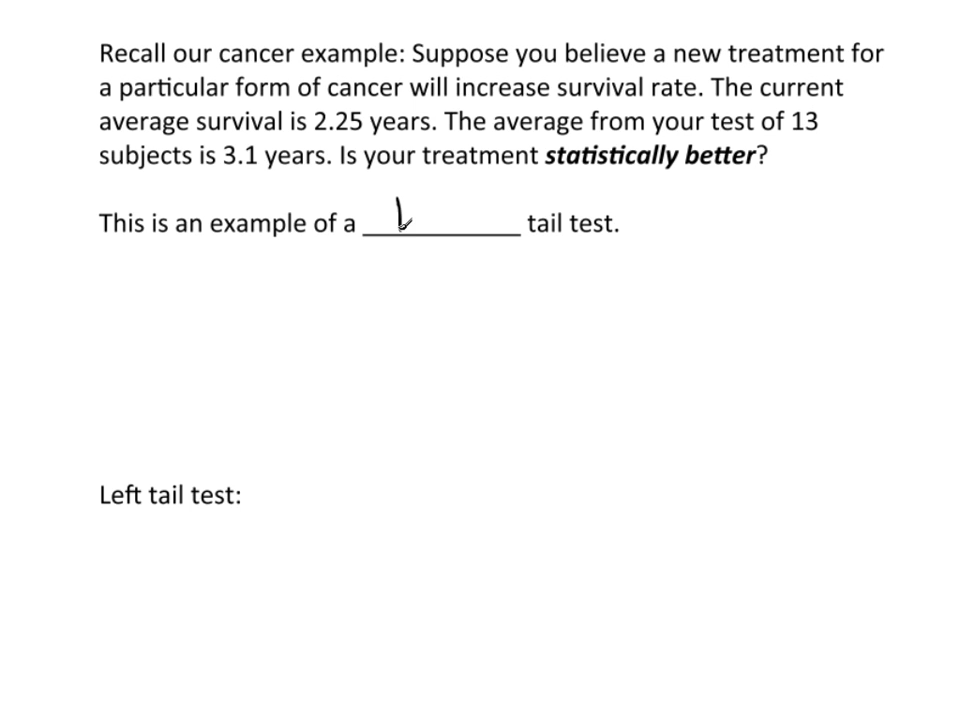 Recall our cancer example: Suppose you believe a new treatment for
a particular form of cancer will increase survival rate. The current
average survival is 2.25 years. The average from your test of 13
subjects is 3.1 years. Is your treatment statistically better?
This is an example of a __________ tail test.
Left tail test: